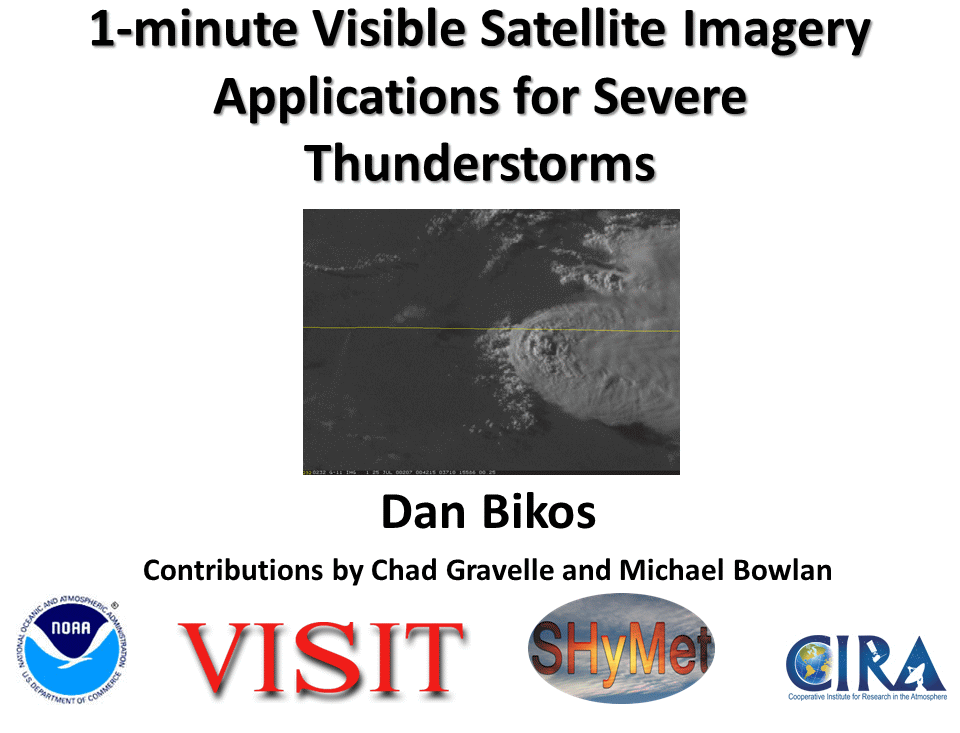 1-minute Visible Satellite Imagery
Applications for Severe
Thunderstorms
Dan Bikos
Contributions by Chad Gravelle and Michael Bowlan
NATIONAL OCEANIC AND ATMOSPHERIC ADMINISTRATION
NOAA
U.S. DEPARTMENT OF COMMERCE
VISIT
SHyMet
CIRA
Cooperative Institute for Research in the Atmosphere